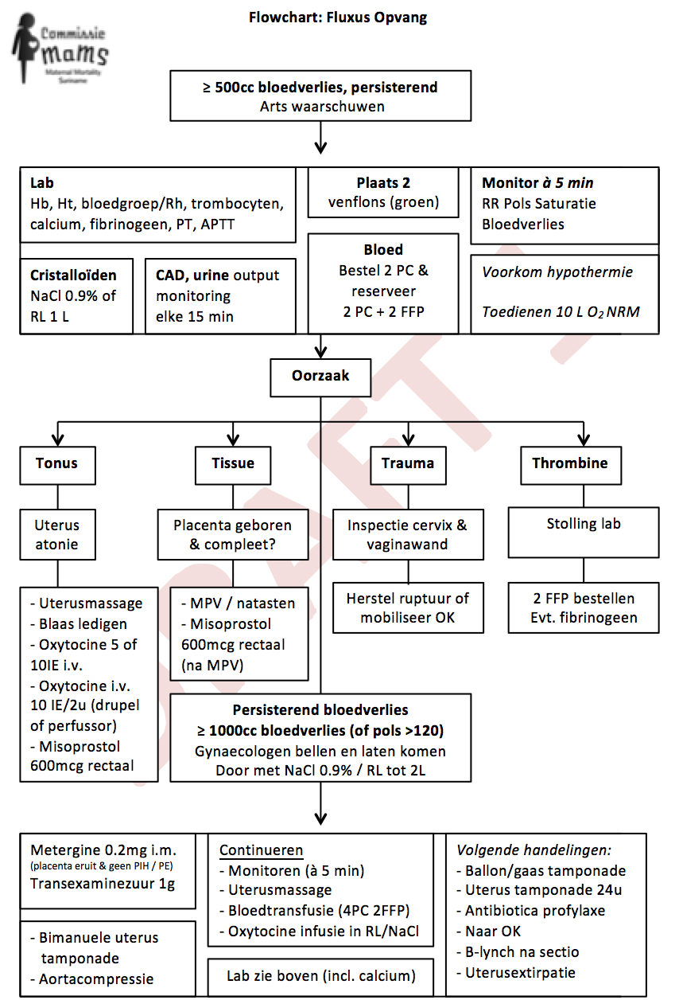 Flowchart: Fluxus Opvang
Commissie
MaMS
Maternal Mortality
Suriname
≥ 500cc bloedverlies, persisterend
Arts waarschuwen
Lab
Hb, Ht, bloedgroep/Rh, trombocyten,
calcium, fibrinogeen, PT, APTT
Plaats 2
venflons (groen)
Monitor à 5 min
RR Pols Saturatie
Bloedverlies
Cristalloïden
NaCl 0.9% of
RL 1 L
CAD, urine output
monitoring
elke 15 min
Bloed
Bestel 2 PC &
reserveer
2 PC + 2 FFP
Voorkom hypothermie
Toedienen 10 L O2 NRM
Oorzaak
Tonus
Uterus
atonie
- Uterusmassage
- Blaas ledigen
- Oxytocine 5 of
10IE i.v.
- Oxytocine i.v.
10 IE/2u (drupel
of perfussor)
- Misoprostol
600mcg rectaal
Tissue
Placenta geboren
& compleet?
- MPV / natasten
- Misoprostol
600mcg rectaal
(na MPV)
Trauma
Inspectie cervix &
vaginawand
Herstel ruptuur of
mobiliseer OK
Thrombine
Stolling lab
2 FFP bestellen
Evt. fibrinogeen
Persisterend bloedverlies
≥ 1000cc bloedverlies (of pols >120)
Gynaecologen bellen en laten komen
Door met NaCl 0.9% / RL tot 2L
Metergine 0.2mg i.m.
(placenta eruit & geen PIH / PE)
Transexaminezuur 1g
- Bimanuele uterus
tamponade
- Aortacompressie
Continueren
- Monitoren (à 5 min)
- Uterusmassage
- Bloedtransfusie (4PC 2FFP)
- Oxytocine infusie in RL/NaCl
Lab zie boven (incl. calcium)
Volgende handelingen:
- Ballon/gaas tamponade
- Uterus tamponade 24u
- Antibiotica profylaxe
- Naar OK
- B-lynch na sectio
- Uterusextirpatie
DRAFT -